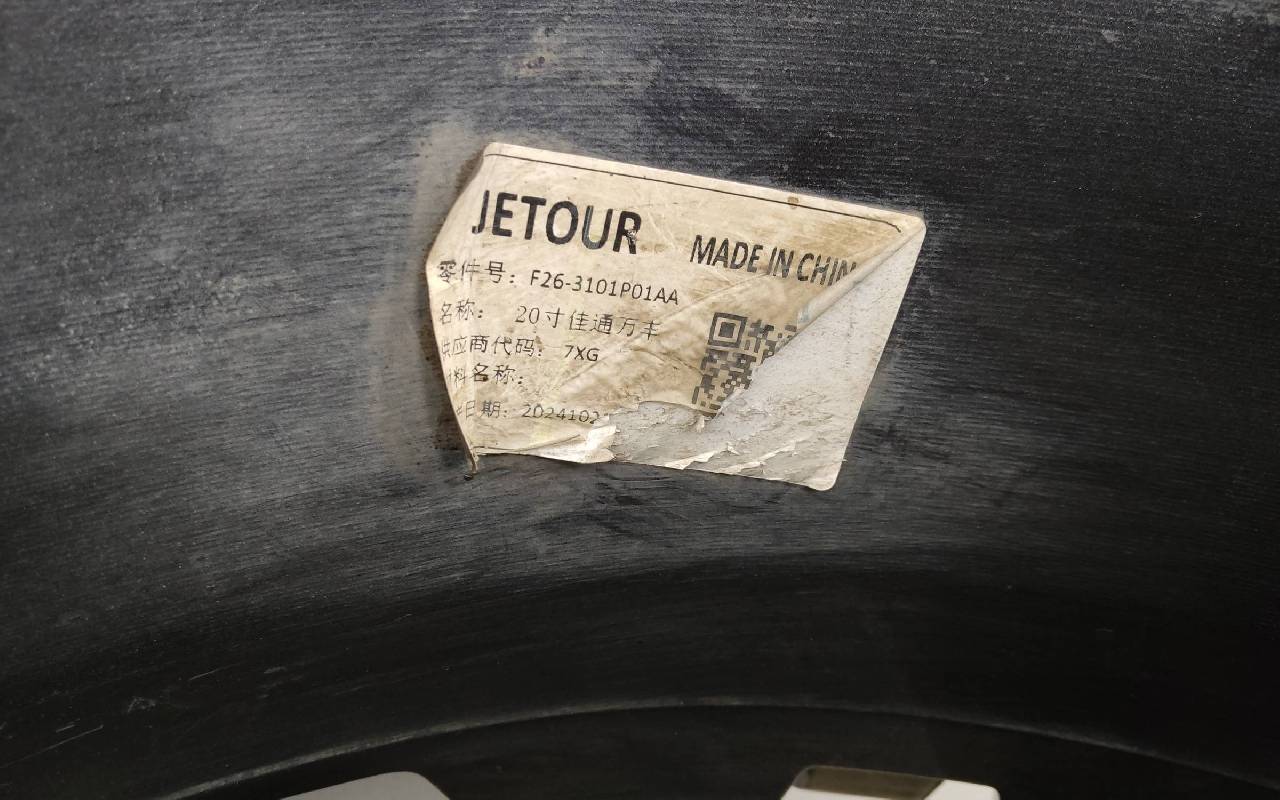 JETOUR MADE IN CHIN
零件号: F26-3101P01AA
名称: 20寸佳通万丰
供应商代码: 7XG
料名称:
日期: 2024102